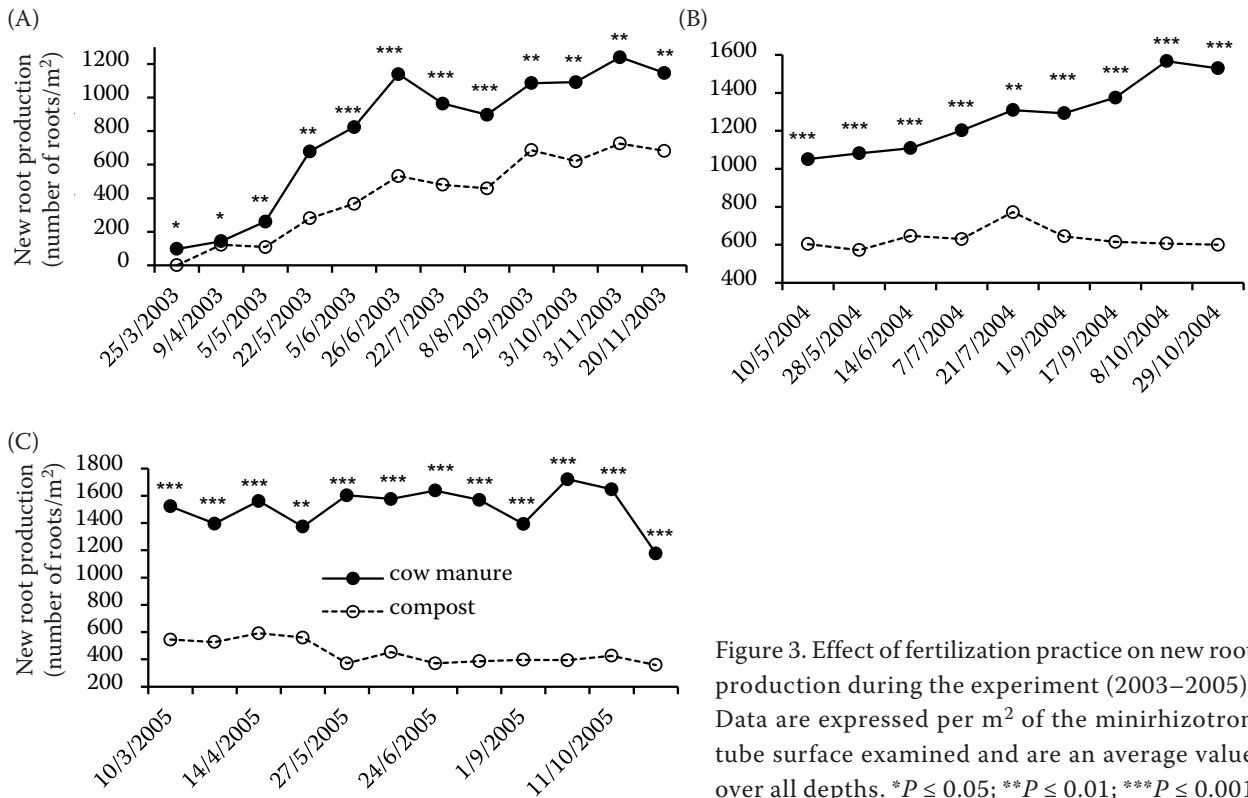 (A)
New root production
(number of roots/m²)
1200
1000
800
600
400
200
0
* * ** ** *** *** *** *** ** ** ** **
25/3/2003
9/4/2003
5/5/2003
22/5/2003
5/6/2003
26/6/2003
22/7/2003
8/8/2003
2/9/2003
3/10/2003
3/11/2003
20/11/2003
(B)
1600
1400
1200
1000
800
600
400
*** *** *** *** ** *** *** *** ***
10/5/2004
28/5/2004
14/6/2004
7/7/2004
21/7/2004
1/9/2004
17/9/2004
8/10/2004
29/10/2004
(C)
New root production
(number of roots/m²)
1800
1600
1400
1200
1000
800
600
400
200
*** *** *** ** *** *** *** *** *** *** *** ***
cow manure
compost
10/3/2005
14/4/2005
27/5/2005
24/6/2005
1/9/2005
11/10/2005
Figure 3. Effect of fertilization practice on new root
production during the experiment (2003–2005)
Data are expressed per m² of the minirhizotron
tube surface examined and are an average value
over all depths. *P ≤ 0.05; **P ≤ 0.01; ***P ≤ 0.001